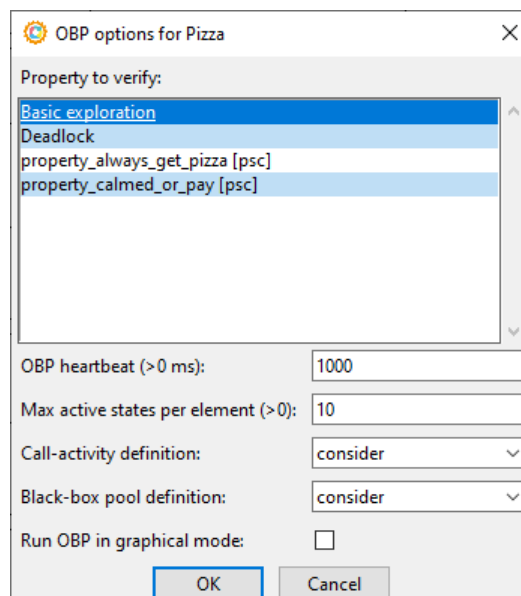 OBP options for Pizza
Property to verify:
Basic exploration
Deadlock
property_always_get_pizza [psc]
property_calmed_or_pay [psc]
OBP heartbeat (>0 ms): 1000
Max active states per element (>0): 10
Call-activity definition: consider
Black-box pool definition: consider
Run OBP in graphical mode:
OK Cancel